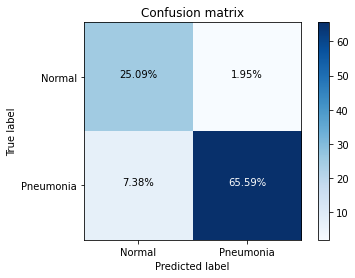 Confusion matrix
True label
Normal
25.09%
1.95%
Pneumonia
7.38%
65.59%
Normal
Pneumonia
Predicted label
60
50
40
30
20
10